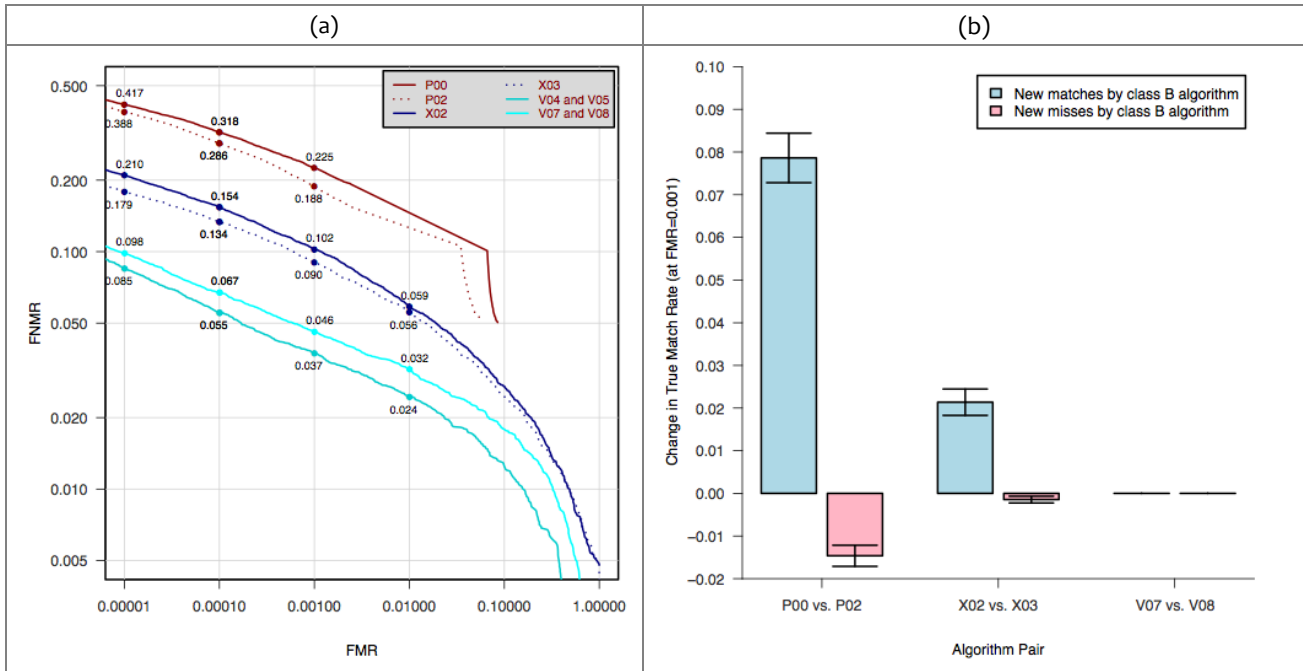 (a)
(b)
P00
P02
X02
X03
V04 and V05
V07 and V08
0.500
0.200
0.100
0.050
0.020
0.010
0.005
FNMR
0.417
0.388
0.318
0.286
0.225
0.188
0.210
0.179
0.154
0.134
0.102
0.090
0.059
0.056
0.098
0.085
0.067
0.055
0.046
0.037
0.032
0.024
0.00001 0.00010 0.00100 0.01000 0.10000 1.00000
FMR
New matches by class B algorithm
New misses by class B algorithm
0.10
0.09
0.08
0.07
0.06
0.05
0.04
0.03
0.02
0.01
0.00
−0.01
−0.02
Change in True Match Rate (at FMR=0.001)
P00 vs. P02 X02 vs. X03 V07 vs. V08
Algorithm Pair